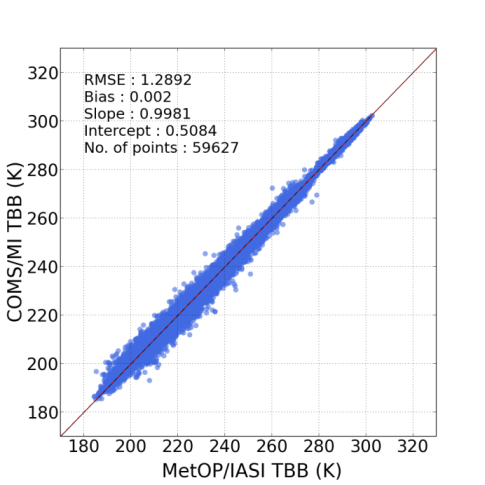 320
300
280
260
240
220
200
180
COMS/MI TBB (K)
RMSE : 1.2892
Bias : 0.002
Slope : 0.9981
Intercept : 0.5084
No. of points : 59627
180 200 220 240 260 280 300 320
MetOP/IASI TBB (K)